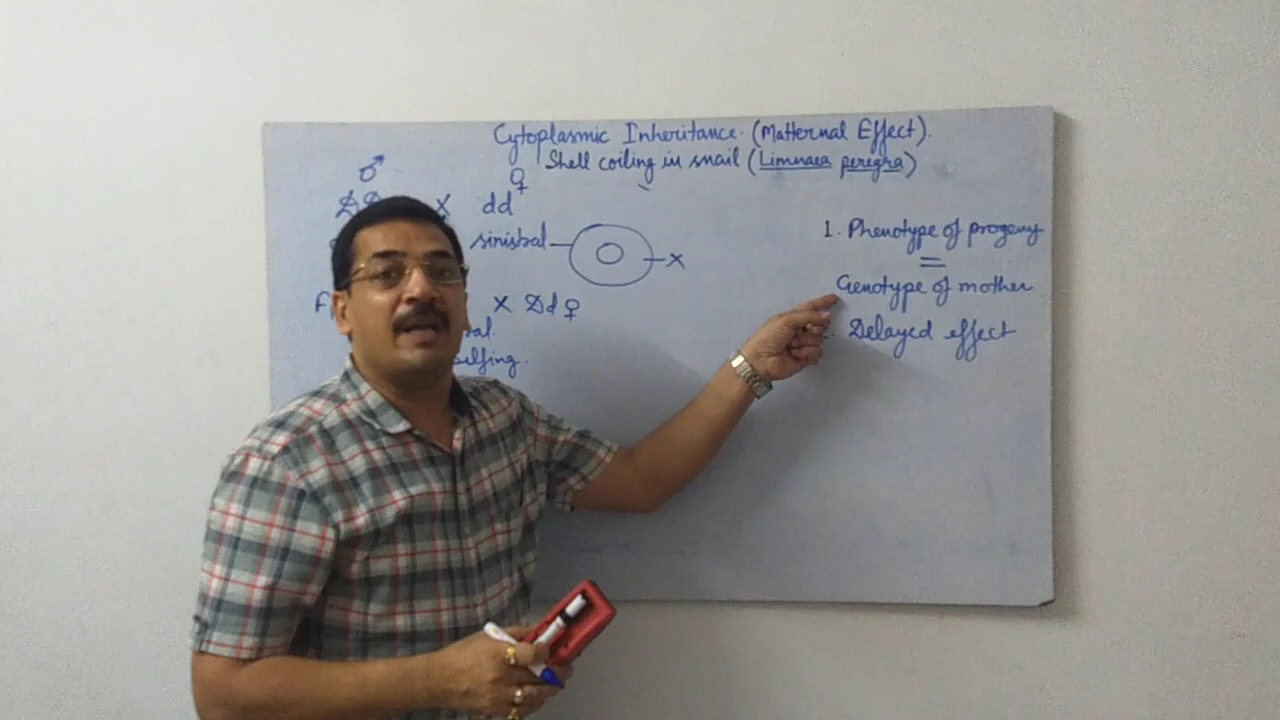 Cytoplasmic Inheritance. (Matternal Effect).
Shell coiling in snail (Limnaea peregra)
♂ ♀
DD X dd
sinistral X
1. Phenotype of progeny
=
Genotype of mother
F X Dd ♀
Delayed effect
selfing.